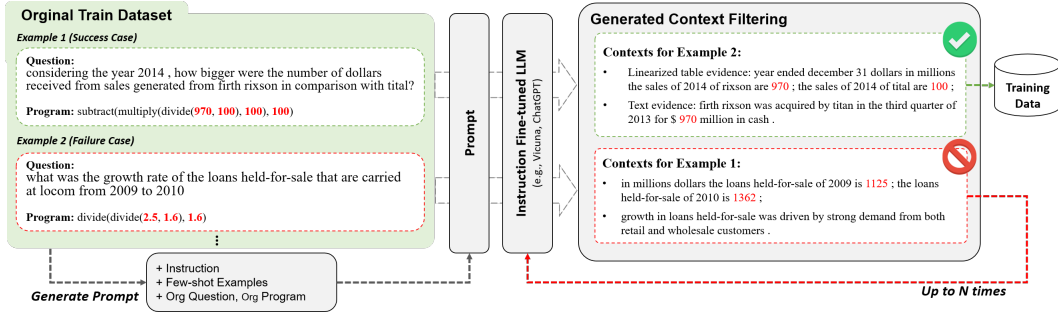 Orginal Train Dataset
Example 1 (Success Case)
Question:
considering the year 2014 , how bigger were the number of dollars
received from sales generated from firth rixson in comparison with tital?
Program: subtract(multiply(divide(970, 100), 100), 100)
Example 2 (Failure Case)
Question:
what was the growth rate of the loans held-for-sale that are carried
at locom from 2009 to 2010
Program: divide(divide(2.5, 1.6), 1.6)
⋮
Generate Prompt
+ Instruction
+ Few-shot Examples
+ Org Question, Org Program
Prompt
Instruction Fine-tuned LLM
(e.g., Vicuna, ChatGPT)
Generated Context Filtering
Contexts for Example 2:
• Linearized table evidence: year ended december 31 dollars in millions
the sales of 2014 of rixson are 970 ; the sales of 2014 of tital are 100 ;
• Text evidence: firth rixson was acquired by titan in the third quarter of
2013 for $ 970 million in cash .
Contexts for Example 1:
• in millions dollars the loans held-for-sale of 2009 is 1125 ; the loans
held-for-sale of 2010 is 1362 ;
• growth in loans held-for-sale was driven by strong demand from both
retail and wholesale customers .
Training
Data
Up to N times